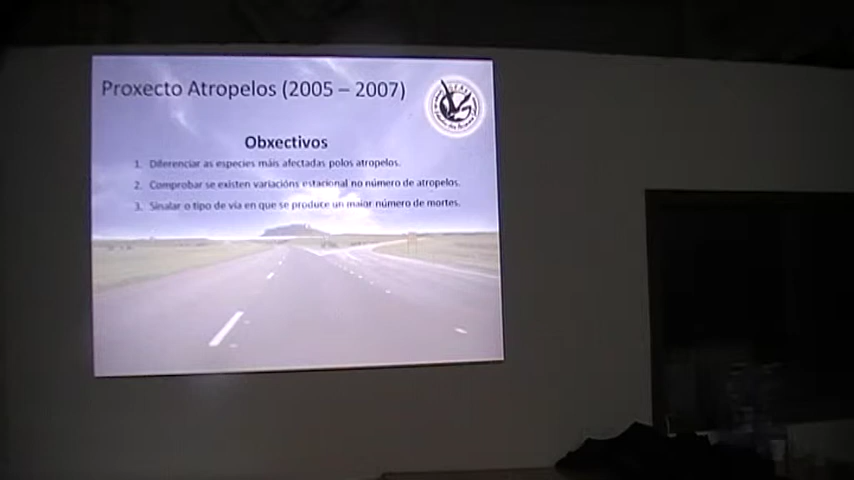 Proxecto Atropelos (2005 – 2007)
Obxectivos
1. Diferenciar as especies máis afectadas polos atropelos.
2. Comprobar se existen variacións estacional no número de atropelos.
3. Sinalar o tipo de vía en que se produce un maior número de mortes.